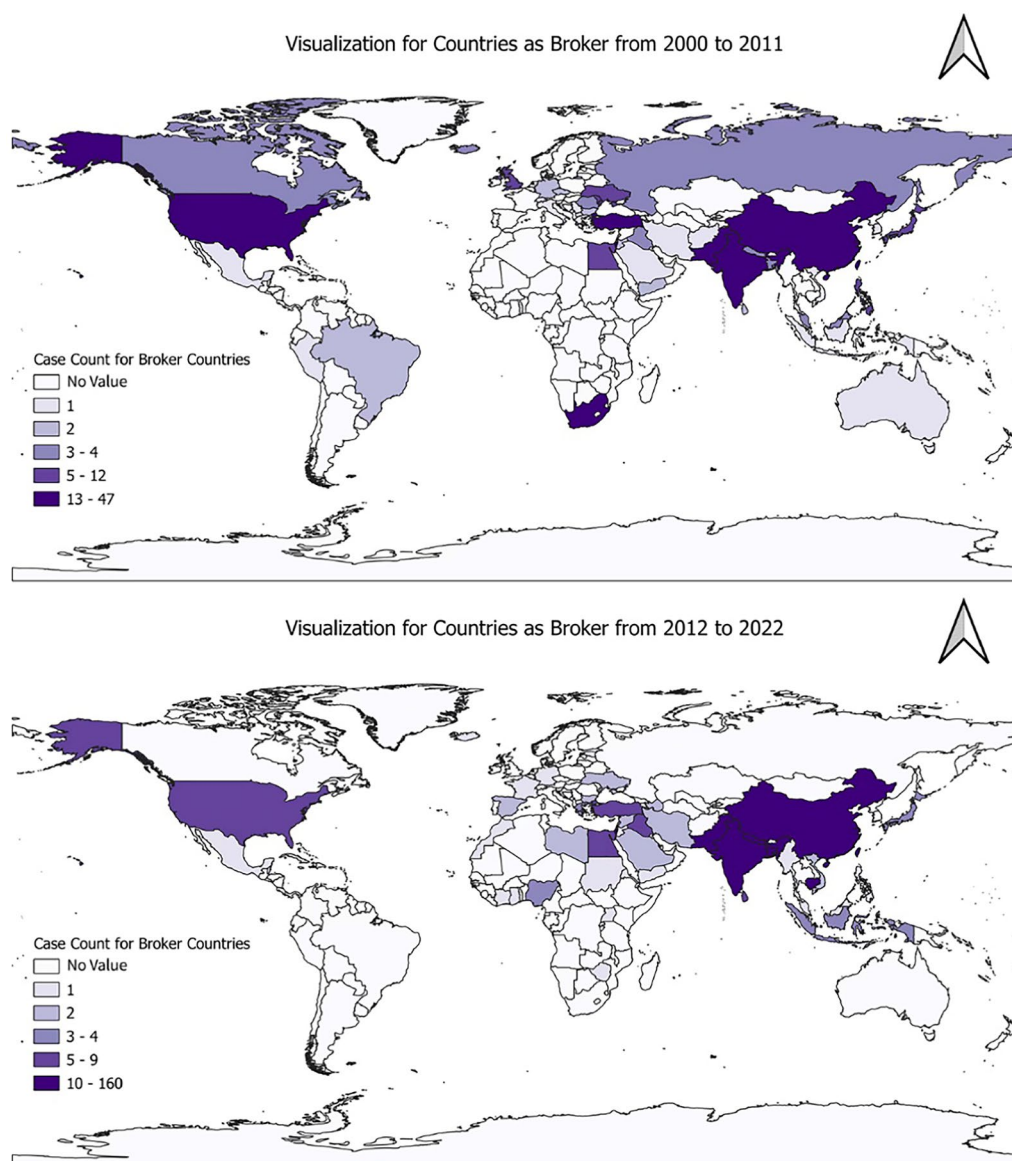 Visualization for Countries as Broker from 2000 to 2011
Case Count for Broker Countries
No Value
1
2
3 - 4
5 - 12
13 - 47
Visualization for Countries as Broker from 2012 to 2022
Case Count for Broker Countries
No Value
1
2
3 - 4
5 - 9
10 - 160